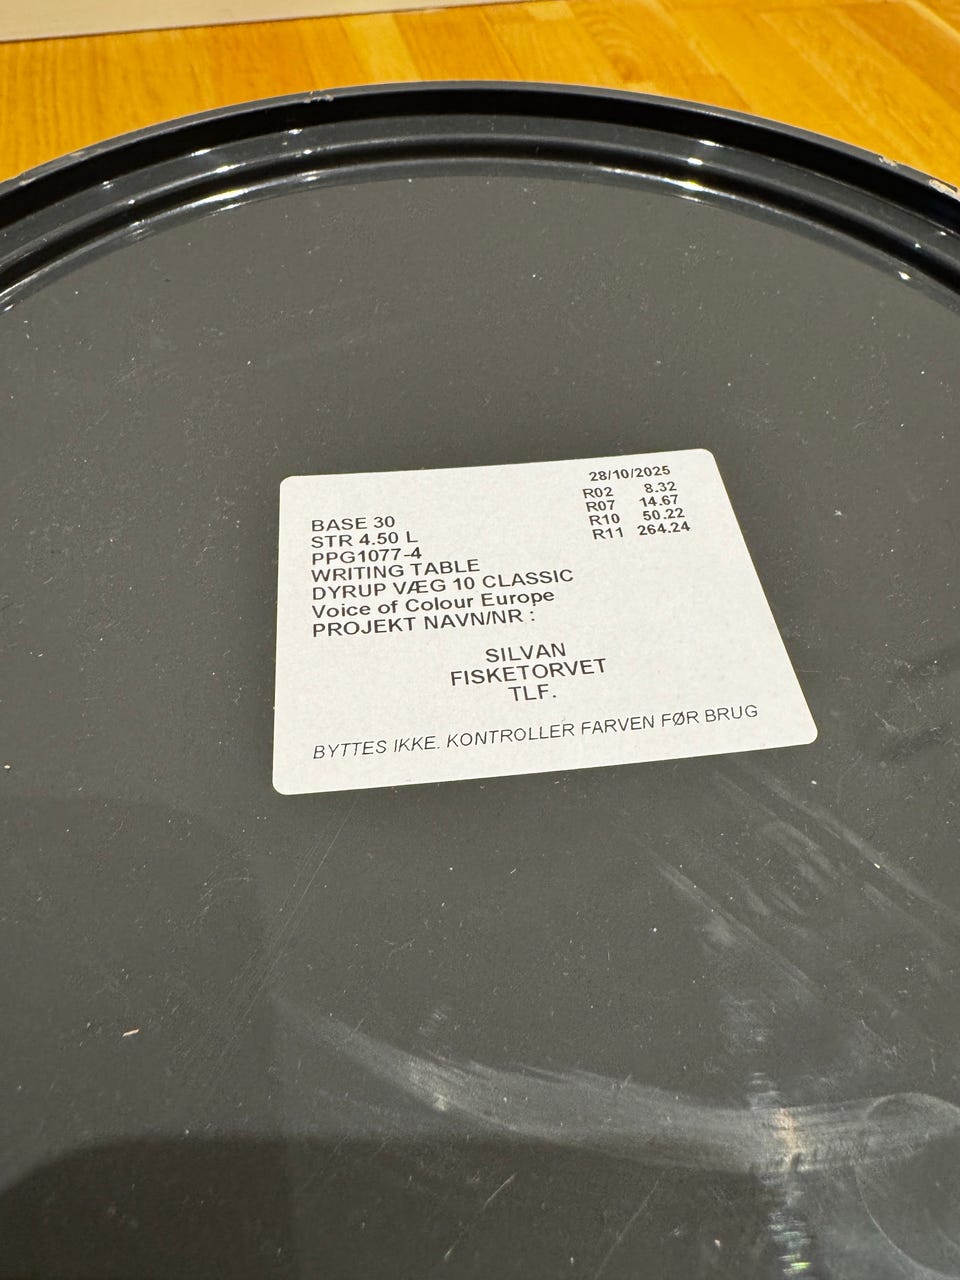 28/10/2025
R02 8.32
R07 14.67
R10 50.22
R11 264.24
BASE 30
STR 4.50 L
PPG1077-4
WRITING TABLE
DYRUP VÆG 10 CLASSIC
Voice of Colour Europe
PROJEKT NAVN/NR :
SILVAN
FISKETORVET
TLF.
BYTTES IKKE. KONTROLLER FARVEN FØR BRUG